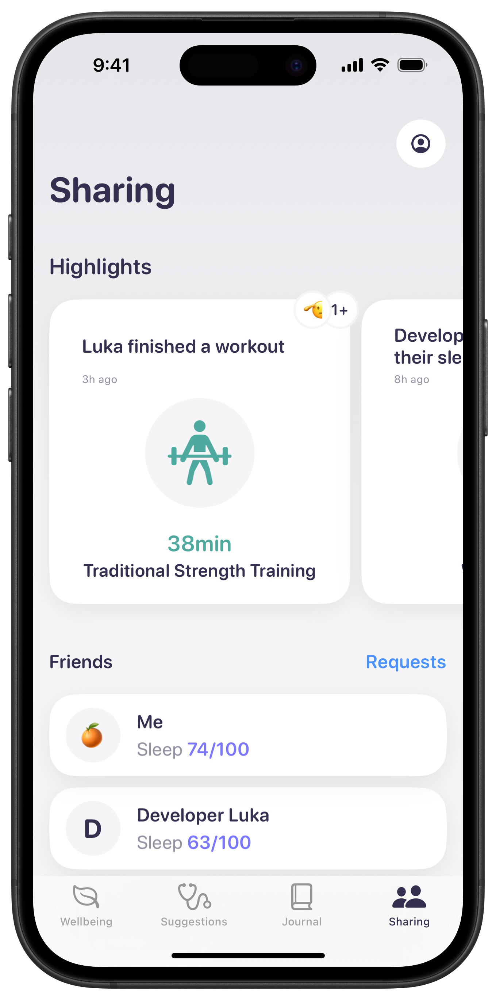 9:41
Sharing
Highlights
1+
Luka finished a workout
3h ago
38min
Traditional Strength Training
Develop
their sle
8h ago
Friends
Requests
Me
Sleep 74/100
D
Developer Luka
Sleep 63/100
Wellbeing
Suggestions
Journal
Sharing